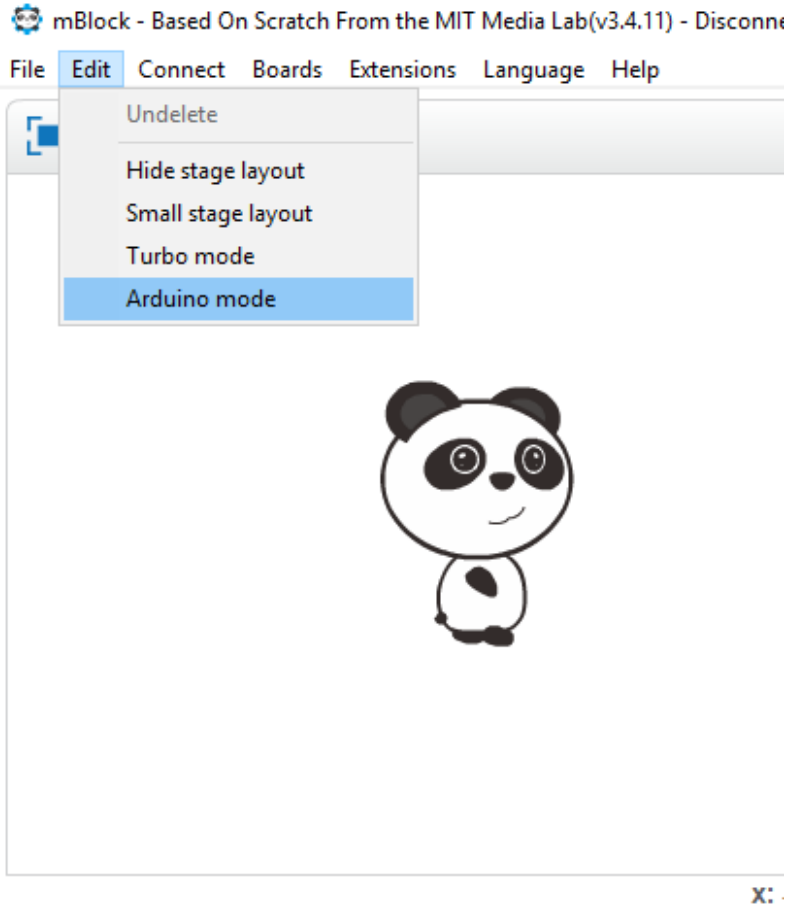 mBlock - Based On Scratch From the MIT Media Lab(v3.4.11) - Disconne
File Edit Connect Boards Extensions Language Help
Undelete
Hide stage layout
Small stage layout
Turbo mode
Arduino mode
x: